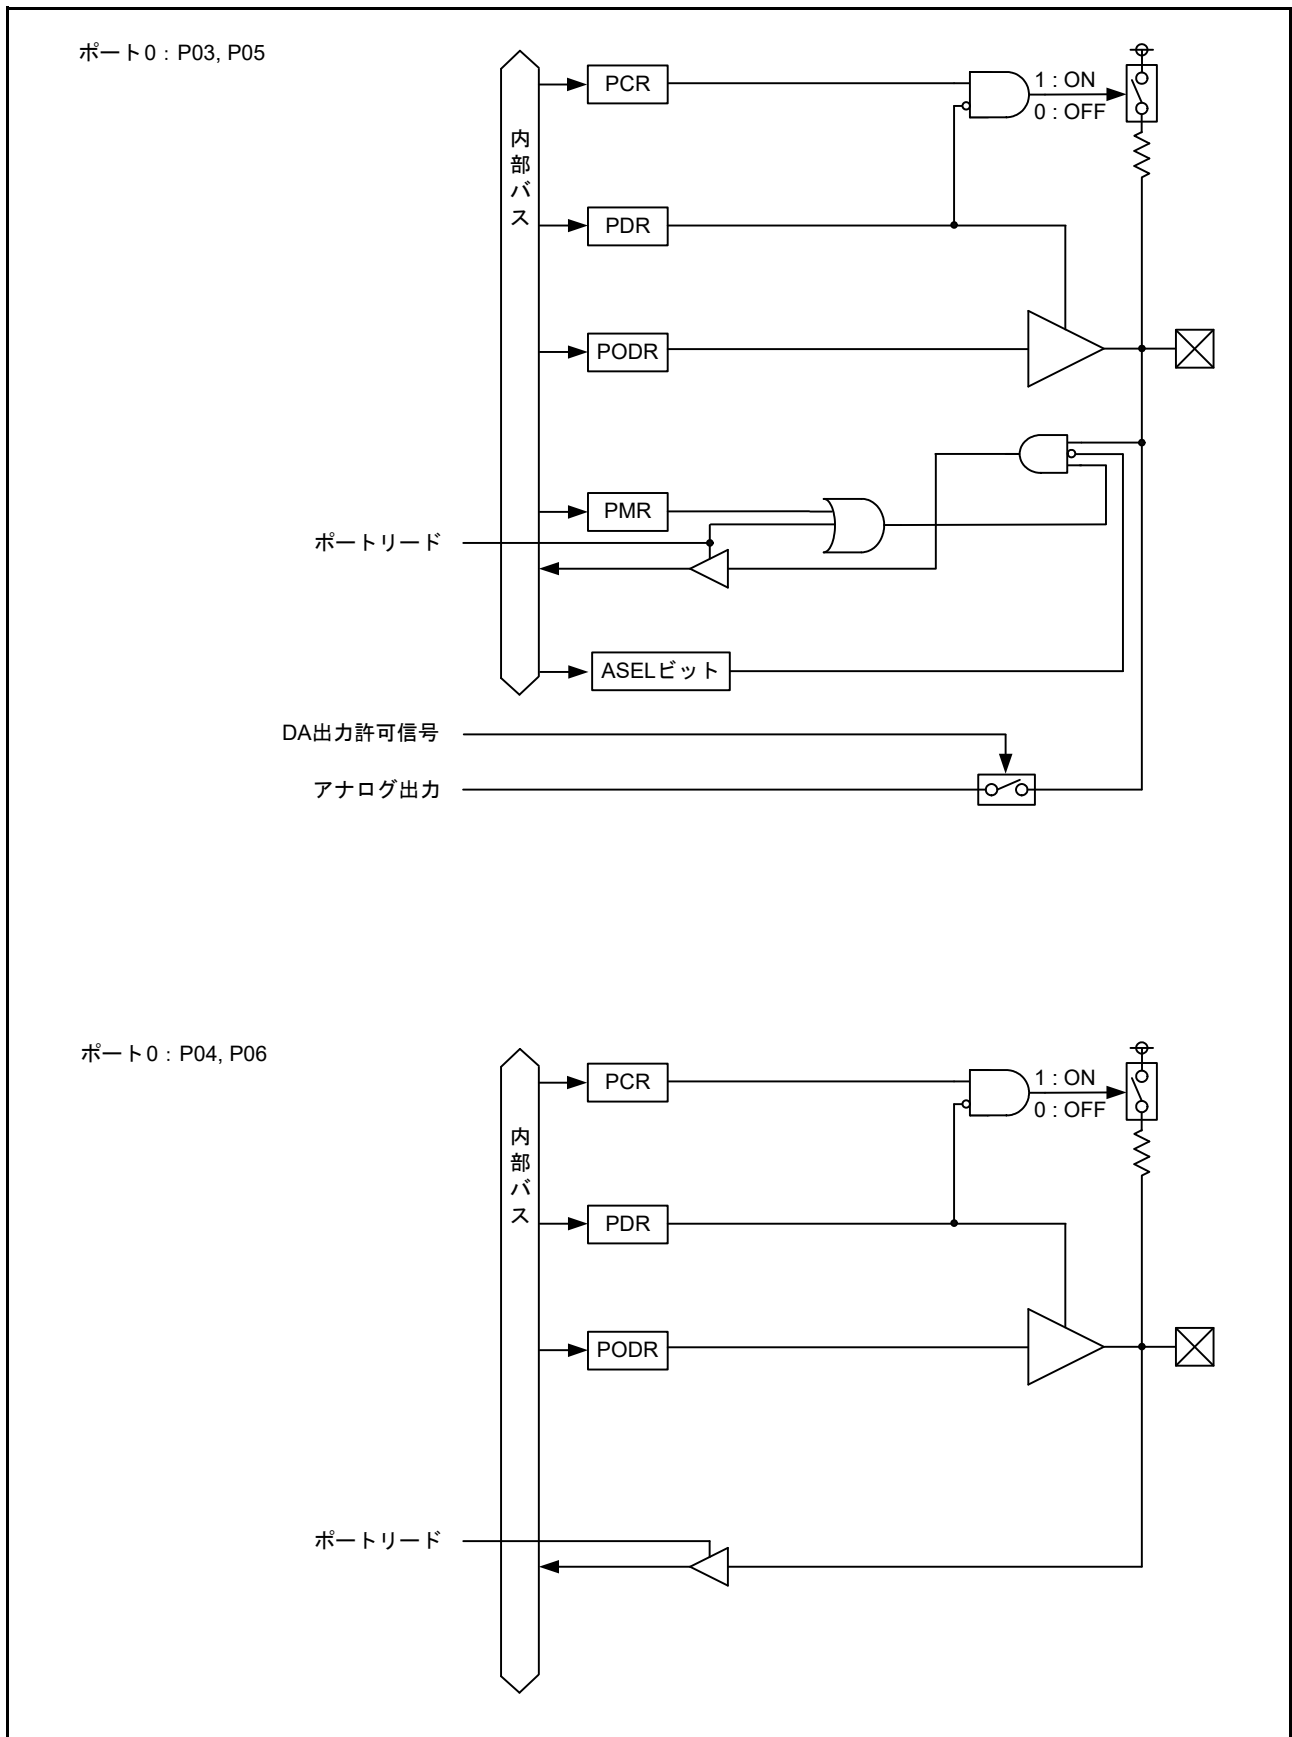 ポート0 : P03, P05
PCR
1 : ON
0 : OFF
内部バス
PDR
PODR
PMR
ポートリード
ASELビット
DA出力許可信号
アナログ出力
ポート0 : P04, P06
PCR
1 : ON
0 : OFF
内部バス
PDR
PODR
ポートリード